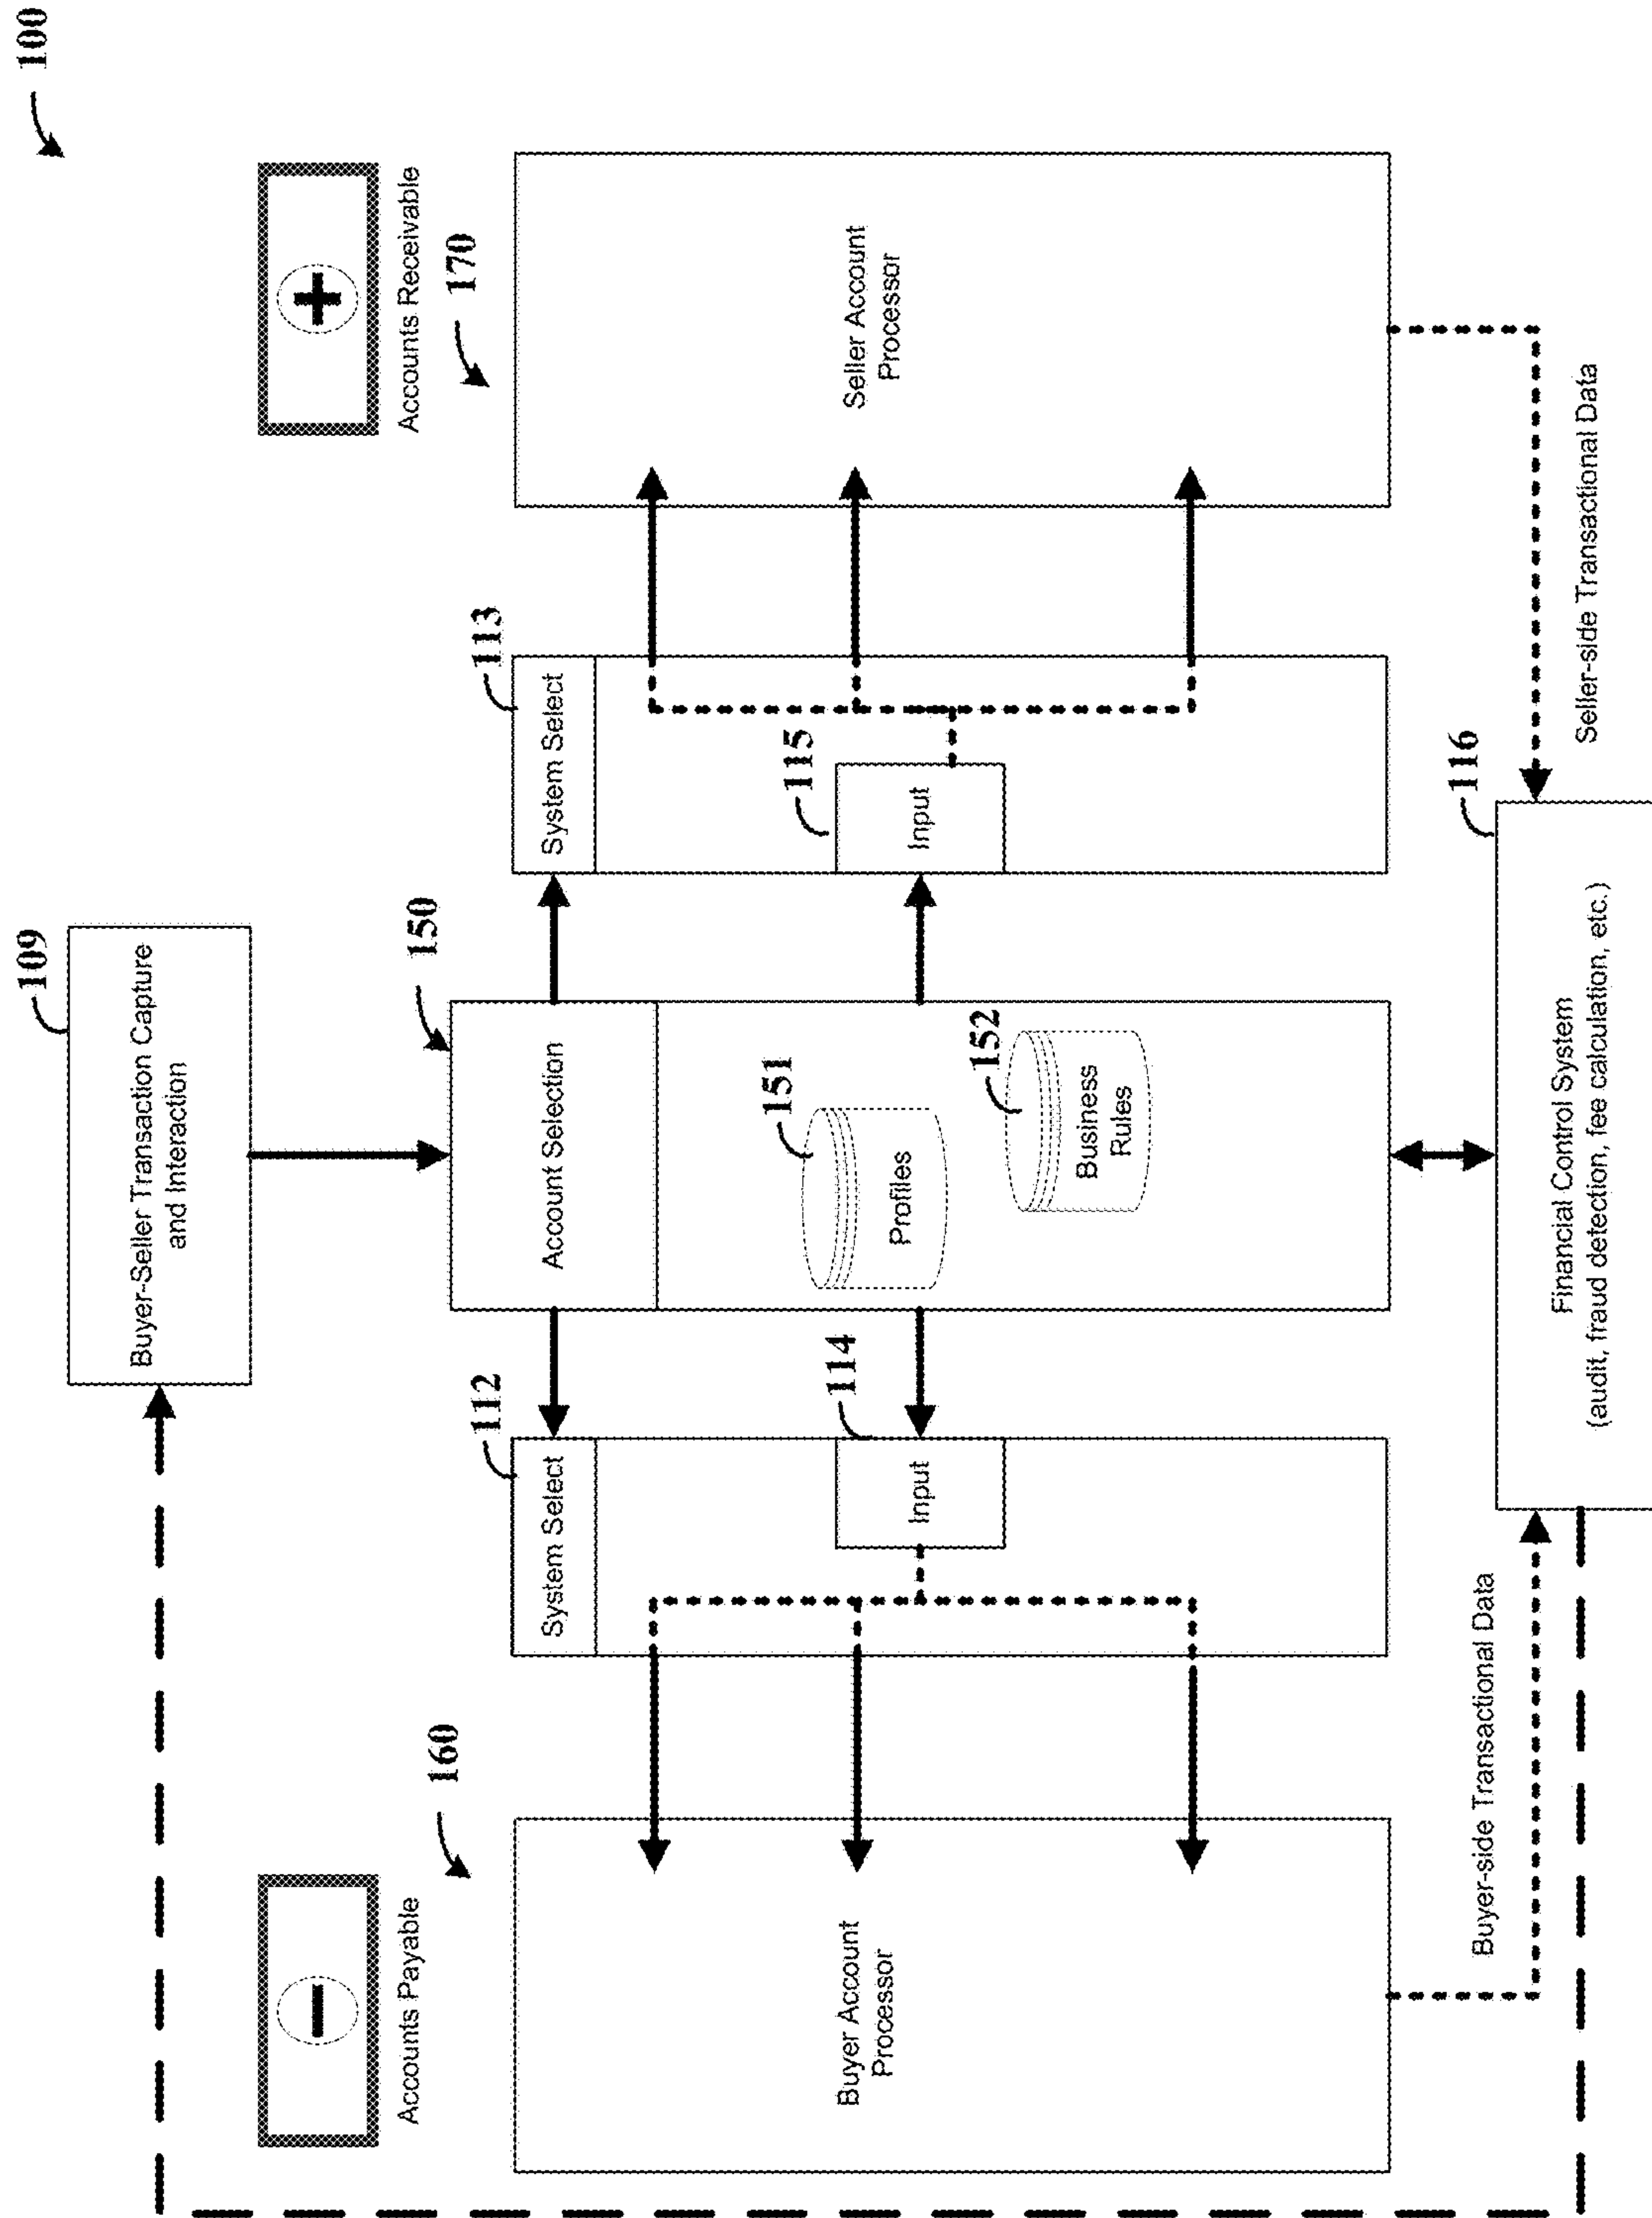 100
109
Buyer-Seller Transaction Capture
and Interaction
Accounts Payable
Accounts Receivable
160
112
150
113
170
System Select
Account Selection
System Select
Buyer Account
Processor
114
Input
151
Profiles
152
Business
Rules
115
Input
Seller Account
Processor
Buyer-side Transactional Data
116
Financial Control System
(audit, fraud detection, fee calculation, etc.)
Seller-side Transactional Data